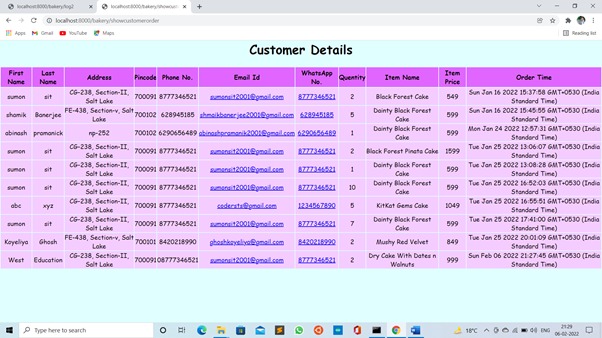 localhost:8000/bakery/log2
localhost:8000/bakery/showcust
localhost:8000/bakery/showcustomerorder
Apps Gmail YouTube Maps Reading list
Customer Details
First Name Last Name Address Pincode Phone No. Email Id WhatsApp No. Quantity Item Name Item Price Order Time
sumon sit CG-238, Section-II, Salt Lake 700091 8777346521 sumonsit2001@gmail.com 8777346521 2 Black Forest Cake 549 Sun Jan 16 2022 15:37:58 GMT+0530 (India Standard Time)
shamik Banerjee FE-438, Section-v, Salt Lake 700102 628945185 shmaikbanerjee2001@gmail.com 628945185 5 Dainty Black Forest Cake 599 Sun Jan 16 2022 15:45:55 GMT+0530 (India Standard Time)
abinash pramanick np-252 700102 6290656489 abinashpramanik2001@gmail.com 6290656489 1 Dainty Black Forest Cake 599 Mon Jan 24 2022 12:57:31 GMT+0530 (India Standard Time)
sumon sit CG-238, Section-II, Salt Lake 700091 8777346521 sumonsit2001@gmail.com 8777346521 2 Black Forest Pinata Cake 1599 Tue Jan 25 2022 13:06:07 GMT+0530 (India Standard Time)
sumon sit CG-238, Section-II, Salt Lake 700091 8777346521 sumonsit2001@gmail.com 8777346521 1 Dainty Black Forest Cake 599 Tue Jan 25 2022 13:08:28 GMT+0530 (India Standard Time)
sumon sit CG-238, Section-II, Salt Lake 700091 8777346521 sumonsit2001@gmail.com 8777346521 10 Dainty Black Forest Cake 599 Tue Jan 25 2022 16:52:03 GMT+0530 (India Standard Time)
abc xyz CG-238, Section-II, Salt Lake 700091 8777346521 codersts@gmail.com 1234567890 5 KitKat Gems Cake 1049 Tue Jan 25 2022 16:55:51 GMT+0530 (India Standard Time)
sumon sit CG-238, Section-II, Salt Lake 700091 8777346521 sumonsit2001@gmail.com 8777346521 7 Dainty Black Forest Cake 599 Tue Jan 25 2022 17:41:00 GMT+0530 (India Standard Time)
Koyeliya Ghosh FE-438, Section-v, Salt Lake 700101 8420218990 ghoshkoyeliya@gmail.com 8420218990 2 Mushy Red Velvet 849 Tue Jan 25 2022 20:01:09 GMT+0530 (India Standard Time)
West Education CG-238, Section-II, Salt Lake 700091 08777346521 sumonsit2001@gmail.com 8777346521 2 Dry Cake With Dates n Walnuts 999 Sun Feb 06 2022 21:27:45 GMT+0530 (India Standard Time)
Type here to search 18°C ENG 21:29
06-02-2022